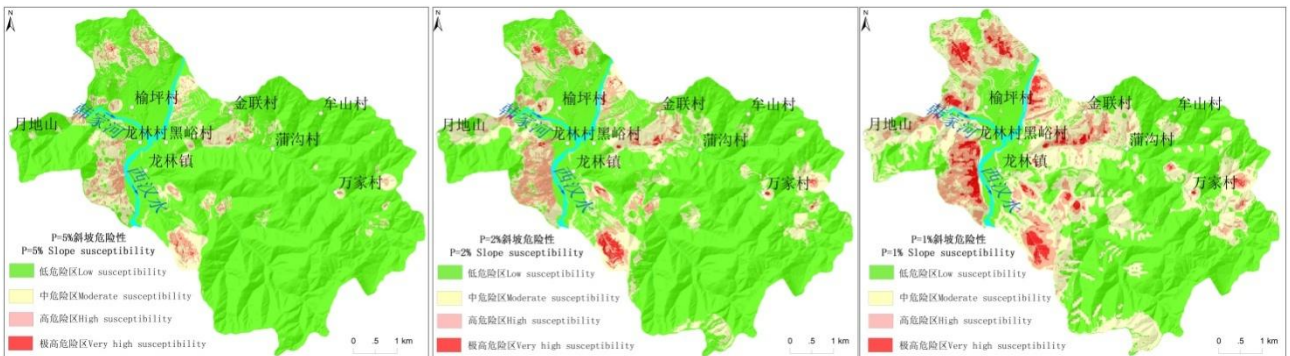 N
榆坪村
金联村
牟山村
月地山
龙林村
黑峪村
蒲沟村
龙林镇
万家村
西汉水
P=5%斜坡危险性
P=5% Slope susceptibility
低危险区Low susceptibility
中危险区Moderate susceptibility
高危险区High susceptibility
极高危险区Very high susceptibility
0 .5 1 km
N
榆坪村
金联村
牟山村
月地山
龙林村
黑峪村
蒲沟村
龙林镇
万家村
西汉水
P=2%斜坡危险性
P=2% Slope susceptibility
低危险区Low susceptibility
中危险区Moderate susceptibility
高危险区High susceptibility
极高危险区Very high susceptibility
0 .5 1 km
N
榆坪村
金联村
牟山村
月地山
龙林村
黑峪村
蒲沟村
龙林镇
万家村
西汉水
P=1%斜坡危险性
P=1% Slope susceptibility
低危险区Low susceptibility
中危险区Moderate susceptibility
高危险区High susceptibility
极高危险区Very high susceptibility
0 .5 1 km